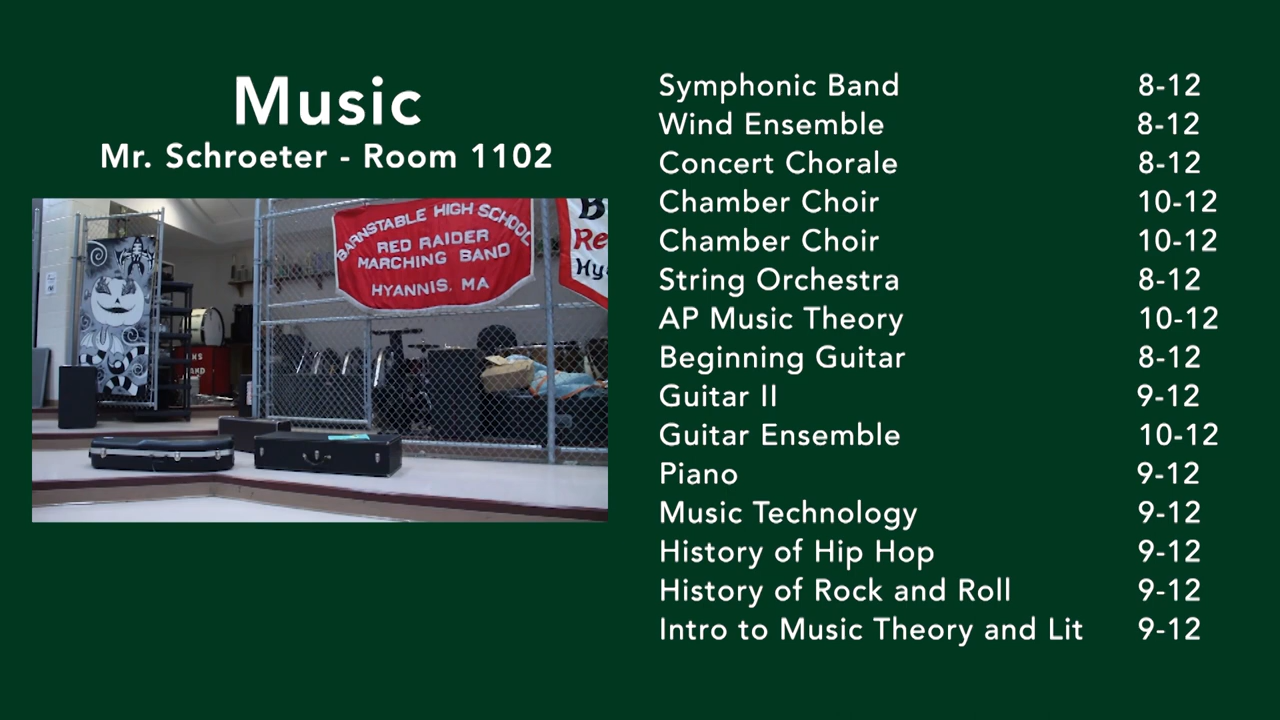 Music
Mr. Schroeter - Room 1102
BARNSTABLE HIGH SCHOOL
RED RAIDER
MARCHING BAND
HYANNIS, MA
B
Re
Hy
Symphonic Band 8-12
Wind Ensemble 8-12
Concert Chorale 8-12
Chamber Choir 10-12
Chamber Choir 10-12
String Orchestra 8-12
AP Music Theory 10-12
Beginning Guitar 8-12
Guitar II 9-12
Guitar Ensemble 10-12
Piano 9-12
Music Technology 9-12
History of Hip Hop 9-12
History of Rock and Roll 9-12
Intro to Music Theory and Lit 9-12